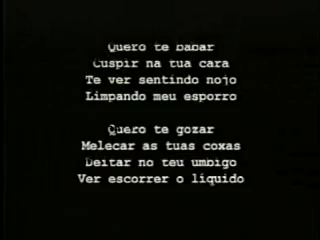 Quero te babar
Cuspir na tua cara
Te ver sentindo nojo
Limpando meu esporro
Quero te gozar
Melecar as tuas coxas
Deitar no teu umbigo
Ver escorrer o líquido